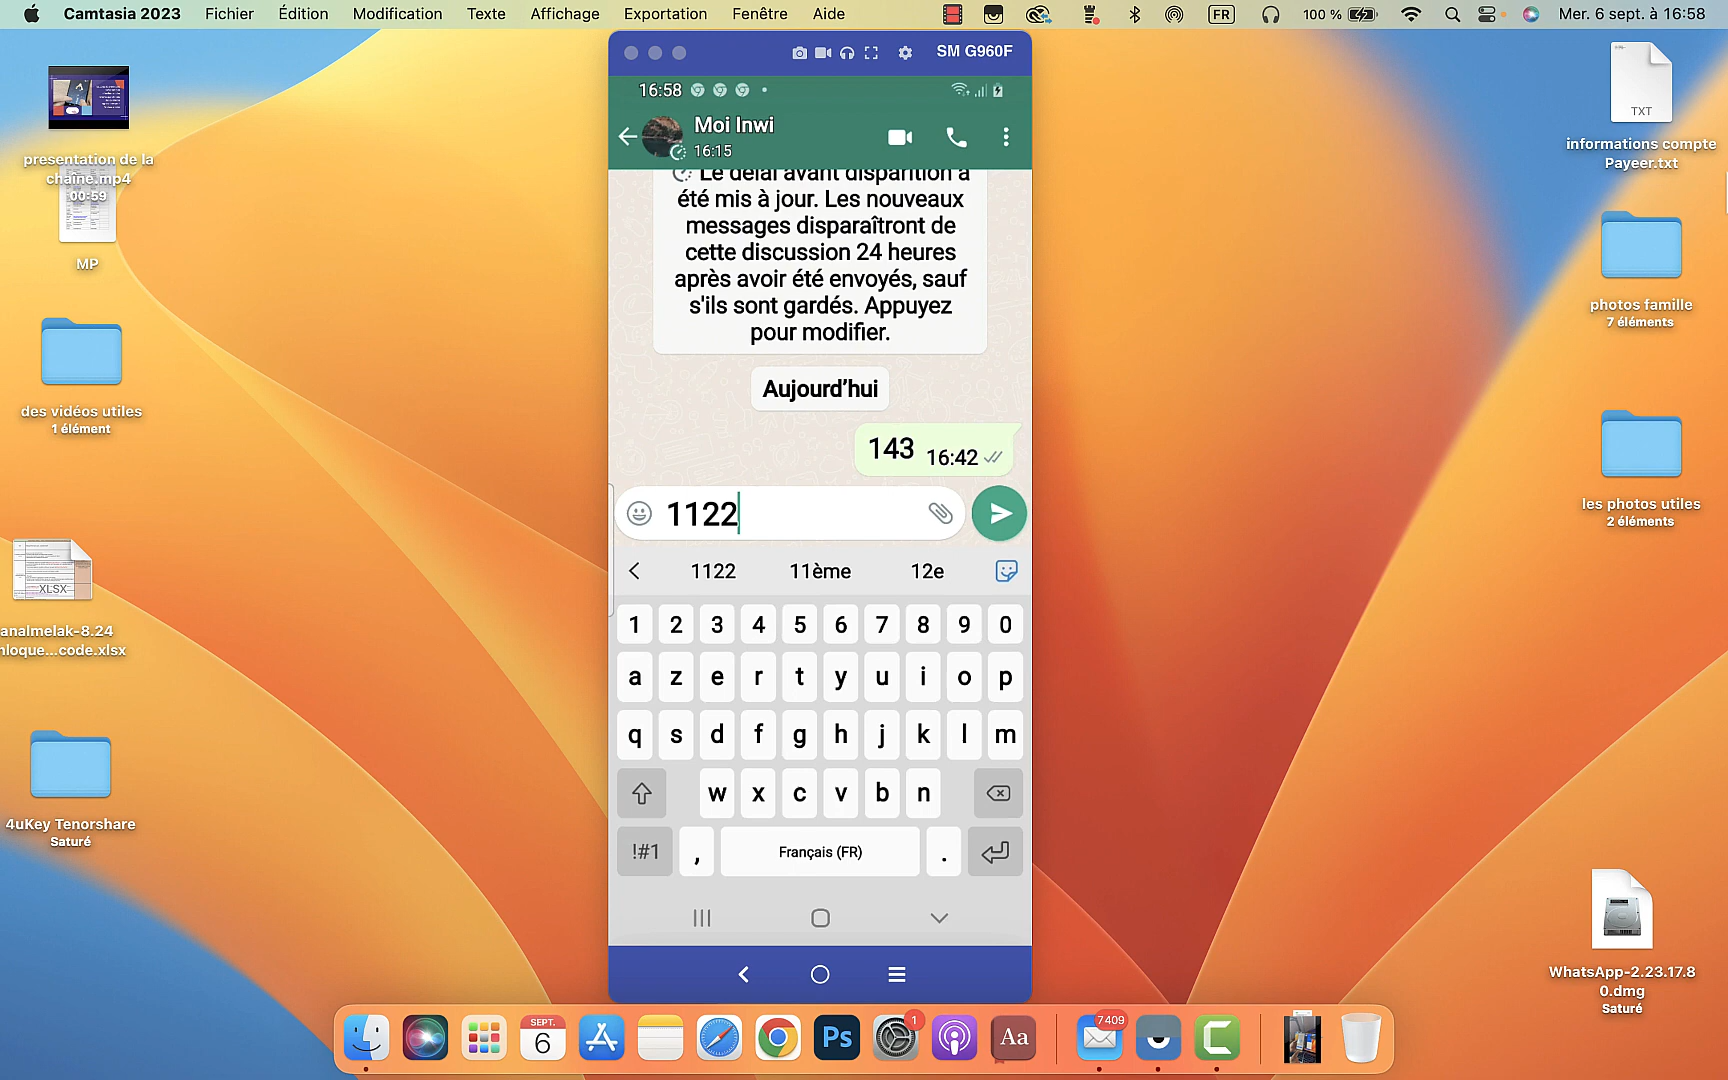 Camtasia 2023 Fichier Édition Modification Texte Affichage Exportation Fenêtre Aide FR 100 % Mer. 6 sept. à 16:58
SM G960F
16:58
Moi Inwi
16:15
Le délai avant disparition a
été mis à jour. Les nouveaux
messages disparaîtront de
cette discussion 24 heures
après avoir été envoyés, sauf
s'ils sont gardés. Appuyez
pour modifier.
Aujourd'hui
143 16:42
1122
1122 11ème 12e
1 2 3 4 5 6 7 8 9 0
a z e r t y u i o p
q s d f g h j k l m
w x c v b n
!#1 , Français (FR) .
presentation de la
chaîne.mp4
00:59
MP
des vidéos utiles
1 élément
XLSX
analmelak-8.24
nloque...code.xlsx
4uKey Tenorshare
Saturé
TXT
informations compte
Payeer.txt
photos famille
7 éléments
les photos utiles
2 éléments
WhatsApp-2.23.17.8
0.dmg
Saturé
SEPT.
6
Ps
1
Aa
7409